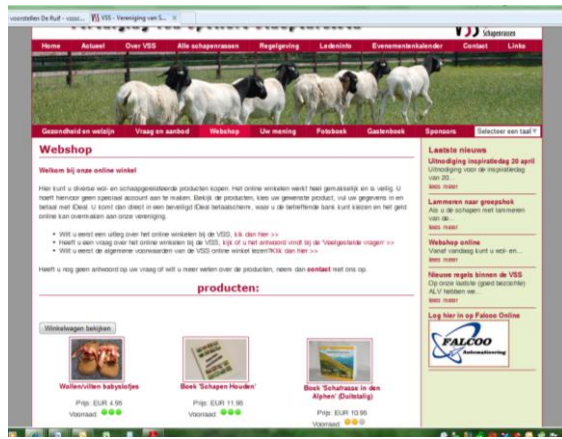 voorstellen De Ruif - vssc...
VSS - Vereniging van S...
VSS
Schapenrassen
Home Actueel Over VSS Alle schapenrassen Regelgeving Ledeninfo Evenementenkalender Contact Links
Gezondheid en welzijn Vraag en aanbod Webshop Uw mening Fotoboek Gastenboek Sponsors Selecteer een taal
Webshop
Welkom bij onze online winkel
Hier kunt u diverse wol- en schaapgerelateerde producten kopen. Het online winkelen werkt heel gemakkelijk en is veilig. U
hoeft hiervoor geen speciaal account aan te maken. Bekijk de producten, kies uw gewenste product, vul uw gegevens in en
betaal met iDeal. U komt dan direct in een beveiligd iDeal betaalscherm, waar u de betreffende bank kunt kiezen en het geld
online kan overmaken aan onze vereniging.
Wilt u eerst een uitleg over het online winkelen bij de VSS, klik dan hier >>
Heeft u een vraag over het online winkelen bij de VSS, kijk of u het antwoord vindt bij de 'Veelgestelde vragen' >>
Wilt u eerst de algemene voorwaarden van de VSS online winkel lezen?Klik dan hier >>
Heeft u nog geen antwoord op uw vraag of wilt u meer weten over de producten, neem dan contact met ons op.
producten:
Winkelwagen bekijken
Wollen/vilten babyslofjes
Prijs: EUR 4.95
Voorraad:
Boek 'Schapen Houden'
Prijs: EUR 11.95
Voorraad:
Boek 'Schafrasse in den
Alphen' (Duitstalig)
Prijs: EUR 10.95
Voorraad:
Laatste nieuws
Uitnodiging inspiratiedag 20 april
Uitnodiging voor de inspiratiedag
van 20...
lees meer
Lammeren naar groepshok
Als u de schapen met lammeren
van de...
lees meer
Webshop online
Vanaf vandaag kunt u wol- en...
lees meer
Nieuwe regels binnen de VSS
Op onze laatste (goed bezochte)
ALV hebben we...
lees meer
Log hier in op Falcoo Online
FALCOO
Automatisering